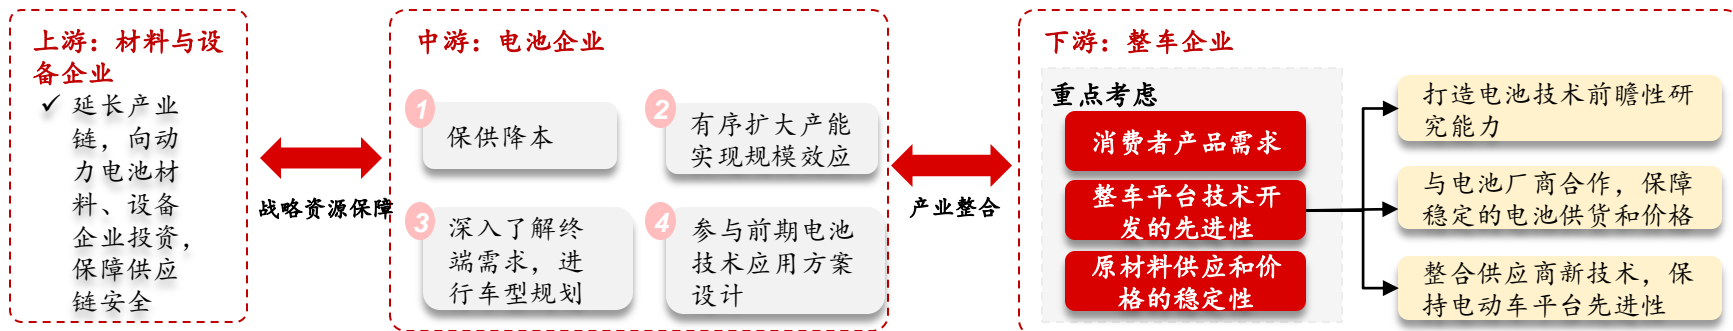 上游：材料与设
备企业
✓ 延长产业
链，向动
力电池材
料、设备
企业投资，
保障供应
链安全
战略资源保障
中游：电池企业
1
保供降本
2
有序扩大产能
实现规模效应
3
深入了解终
端需求，进
行车型规划
4
参与前期电池
技术应用方案
设计
产业整合
下游：整车企业
重点考虑
消费者产品需求
整车平台技术开
发的先进性
原材料供应和价
格的稳定性
打造电池技术前瞻性研
究能力
与电池厂商合作，保障
稳定的电池供货和价格
整合供应商新技术，保
持电动车平台先进性